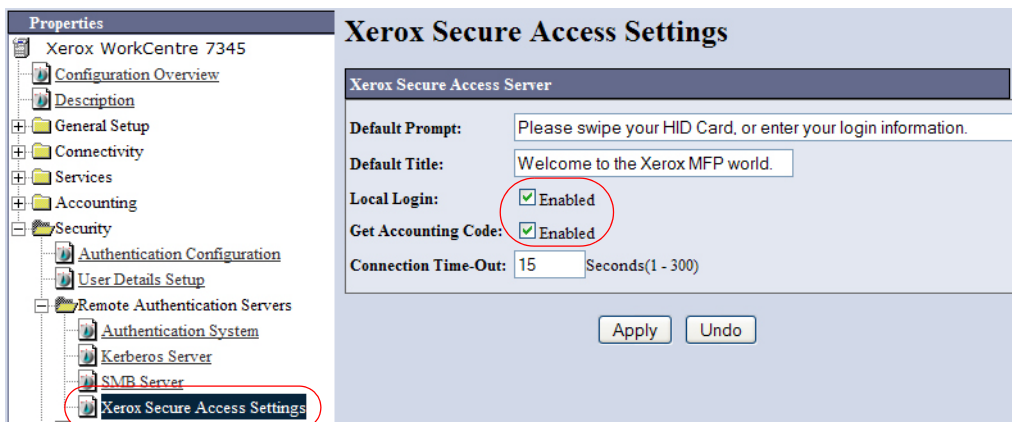 Properties
Xerox WorkCentre 7345
Configuration Overview
Description
General Setup
Connectivity
Services
Accounting
Security
Authentication Configuration
User Details Setup
Remote Authentication Servers
Authentication System
Kerberos Server
SMB Server
Xerox Secure Access Settings
Xerox Secure Access Settings
Xerox Secure Access Server
Default Prompt: Please swipe your HID Card, or enter your login information.
Default Title: Welcome to the Xerox MFP world.
Local Login: Enabled
Get Accounting Code: Enabled
Connection Time-Out: 15 Seconds(1 - 300)
Apply Undo